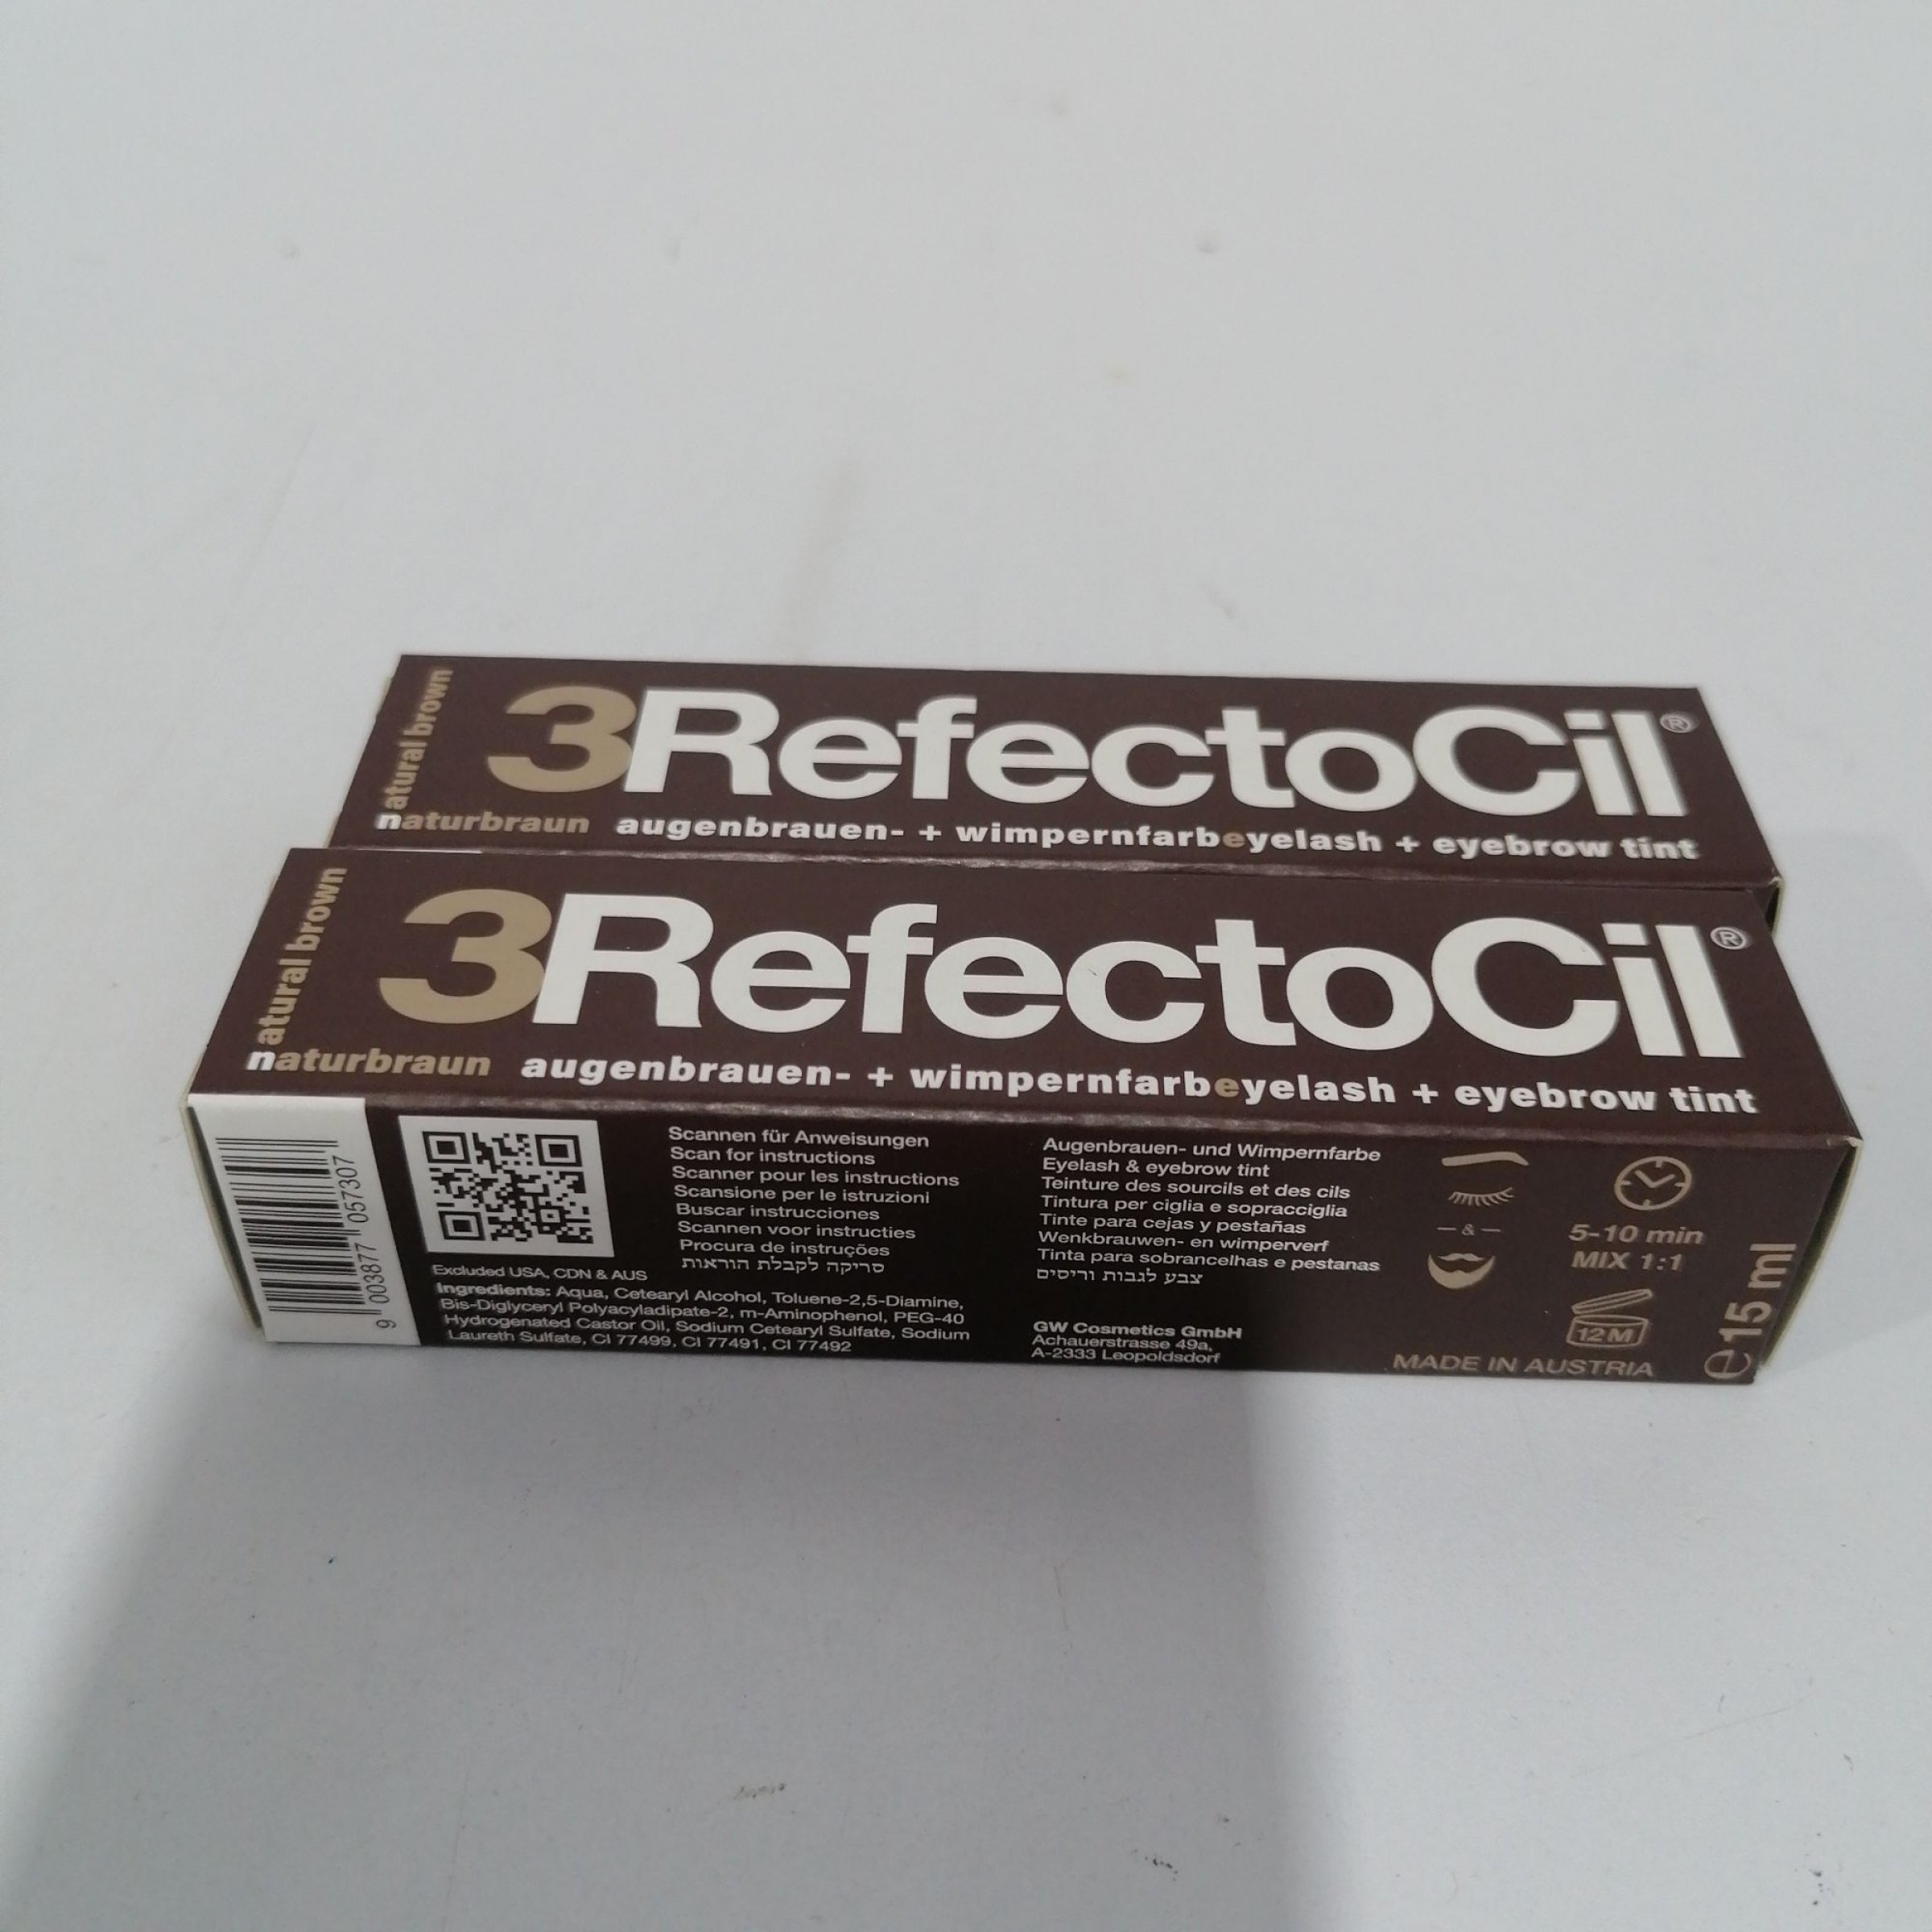 natural brown
3RefectoCil®
naturbraun augenbrauen- + wimpernfarbeyelash + eyebrow tint
natural brown
3RefectoCil®
naturbraun augenbrauen- + wimpernfarbeyelash + eyebrow tint
9 003877 057307
Scannen für Anweisungen
Scan for instructions
Scanner pour les instructions
Scansione per le istruzioni
Buscar instrucciones
Scannen voor instructies
Procura de instruções
סריקה לקבלת הוראות
Excluded USA, CDN & AUS
Ingredients: Aqua, Cetearyl Alcohol, Toluene-2,5-Diamine,
Bis-Diglyceryl Polyacyladipate-2, m-Aminophenol, PEG-40
Hydrogenated Castor Oil, Sodium Cetearyl Sulfate, Sodium
Laureth Sulfate, CI 77499, CI 77491, CI 77492
Augenbrauen- und Wimpernfarbe
Eyelash & eyebrow tint
Teinture des sourcils et des cils
Tintura per ciglia e sopracciglia
Tinte para cejas y pestañas
Wenkbrauwen- en wimperverf
Tinta para sobrancelhas e pestanas
צבע לגבות וריסים
GW Cosmetics GmbH
Achauerstrasse 49a,
A-2333 Leopoldsdorf
&
5-10 min
MIX 1:1
12M
MADE IN AUSTRIA
e15 ml